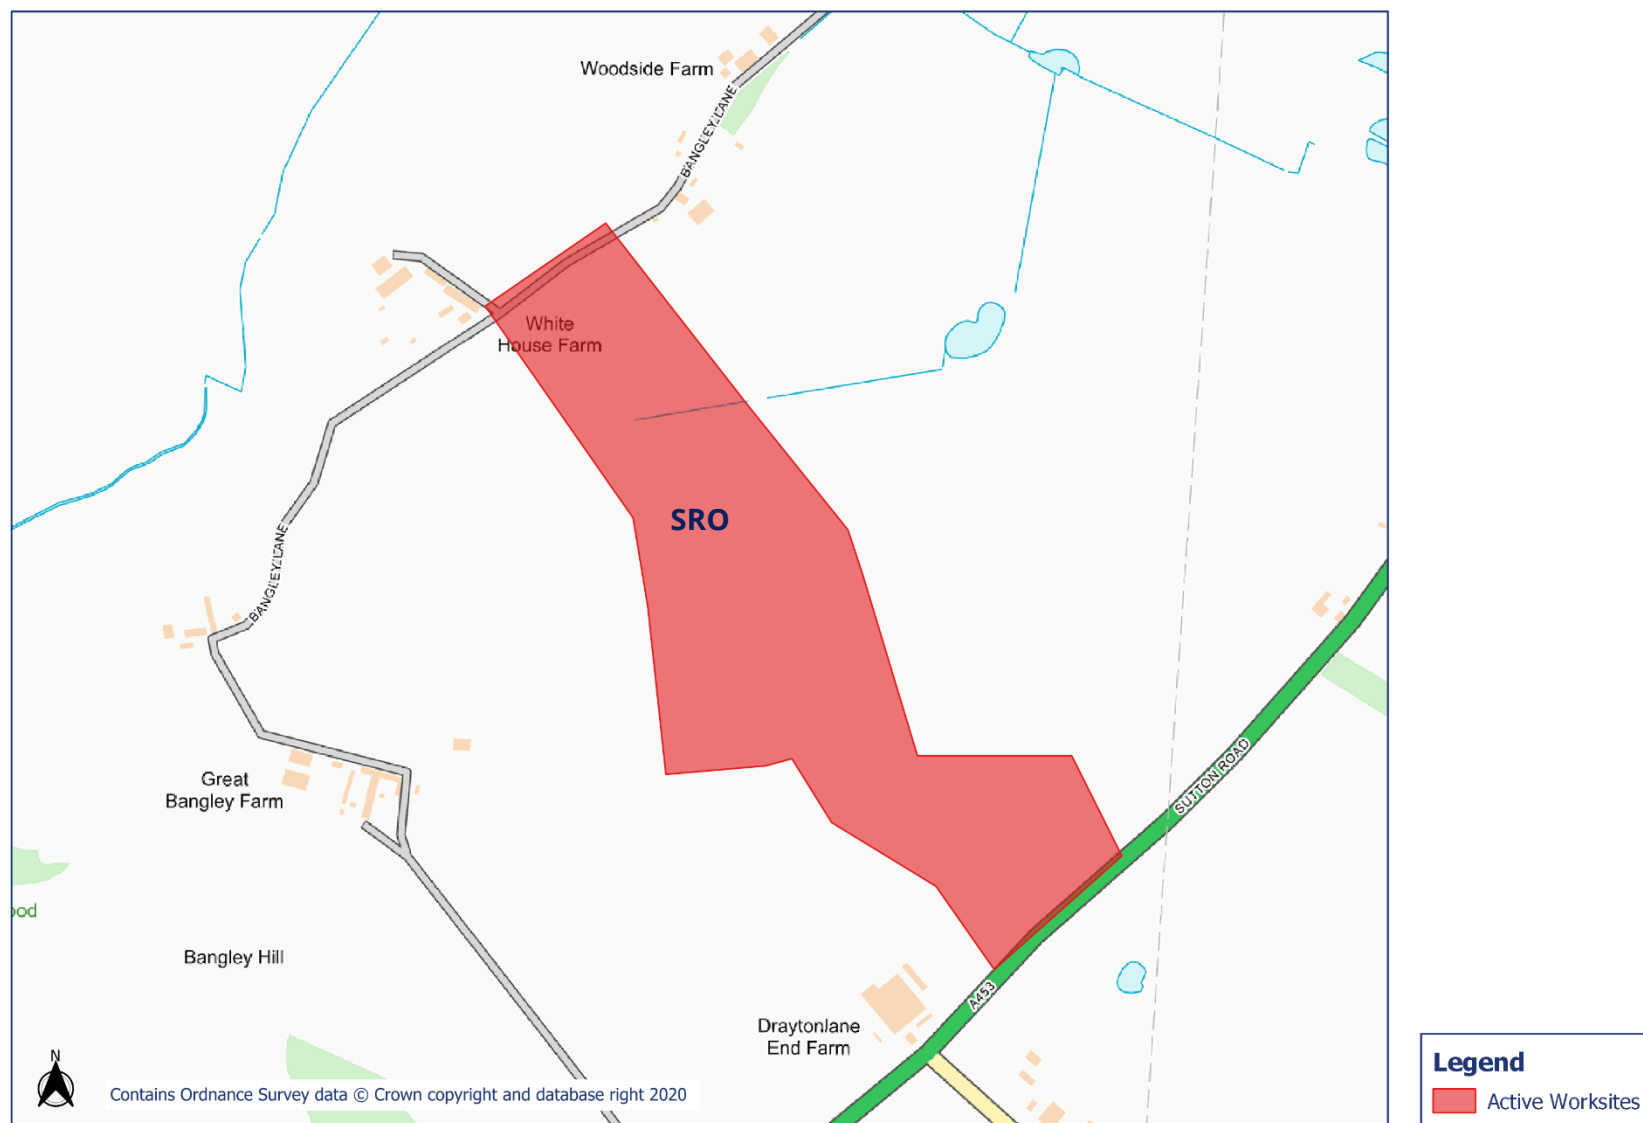 Woodside Farm
BANGLEY LANE
White
House Farm
SRO
BANGLEY LANE
SUTTON ROAD
Great
Bangley Farm
ood
Bangley Hill
A453
Draytonlane
End Farm
N
Contains Ordnance Survey data © Crown copyright and database right 2020
Legend
Active Worksites